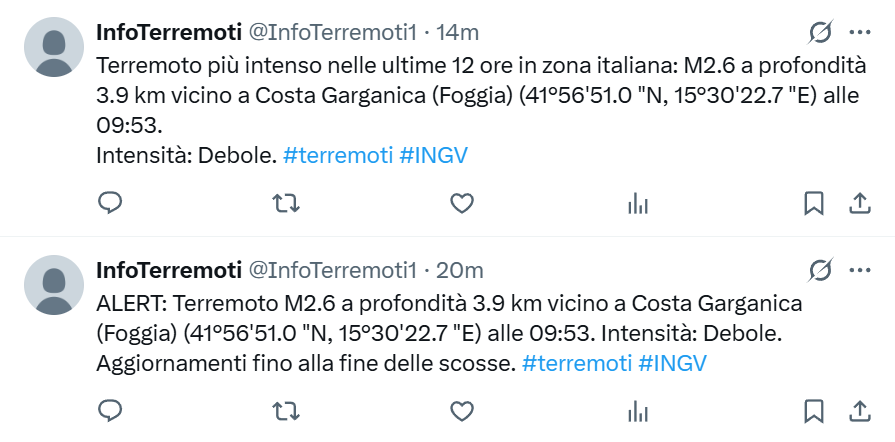 InfoTerremoti @InfoTerremoti1 · 14m
Terremoto più intenso nelle ultime 12 ore in zona italiana: M2.6 a profondità
3.9 km vicino a Costa Garganica (Foggia) (41°56'51.0 "N, 15°30'22.7 "E) alle
09:53.
Intensità: Debole. #terremoti #INGV
InfoTerremoti @InfoTerremoti1 · 20m
ALERT: Terremoto M2.6 a profondità 3.9 km vicino a Costa Garganica
(Foggia) (41°56'51.0 "N, 15°30'22.7 "E) alle 09:53. Intensità: Debole.
Aggiornamenti fino alla fine delle scosse. #terremoti #INGV